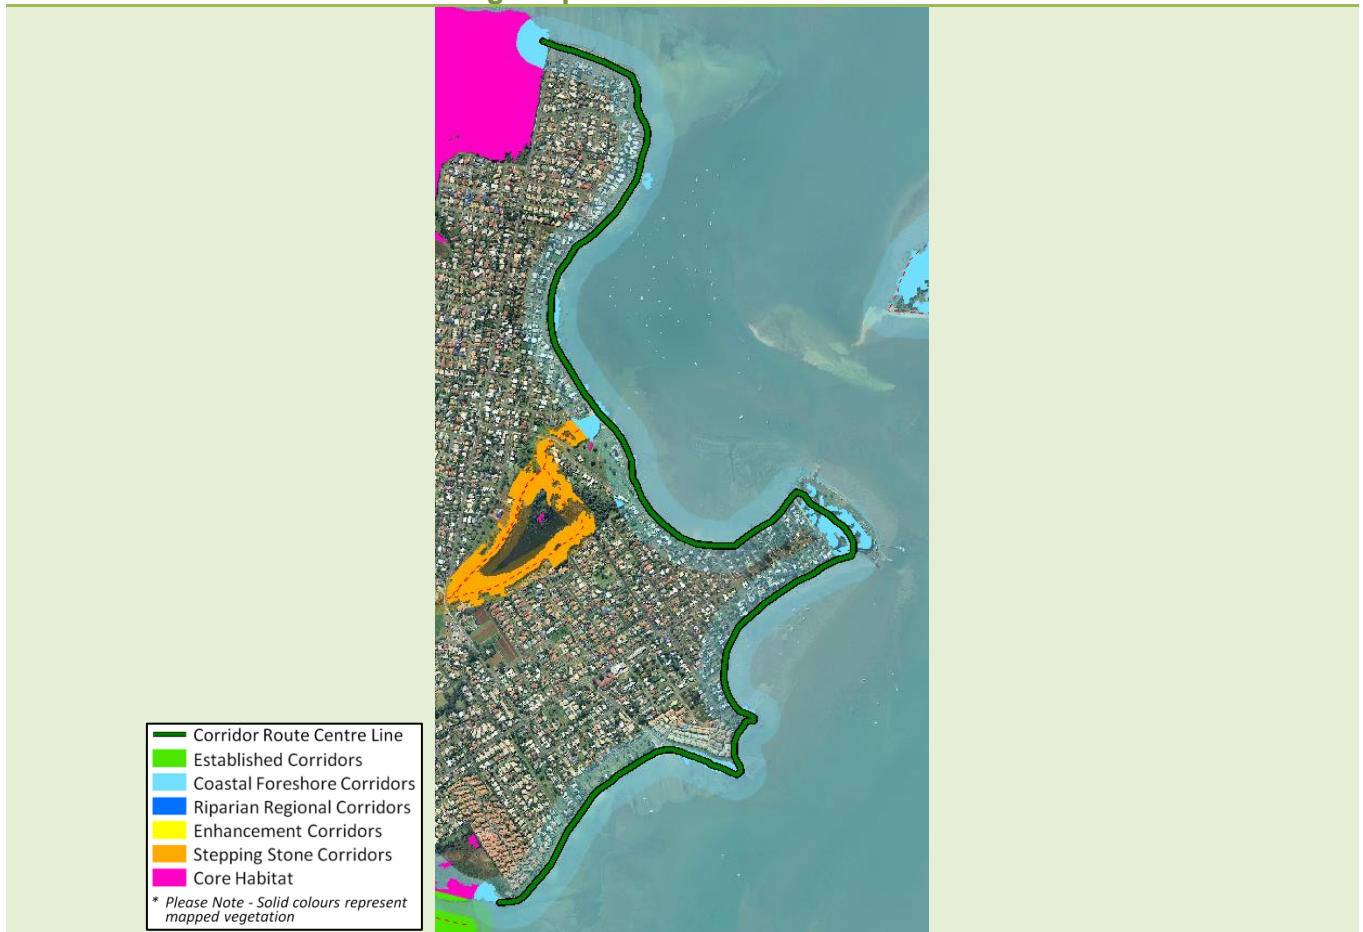 Corridor Route Centre Line
Established Corridors
Coastal Foreshore Corridors
Riparian Regional Corridors
Enhancement Corridors
Stepping Stone Corridors
Core Habitat
* Please Note - Solid colours represent
mapped vegetation